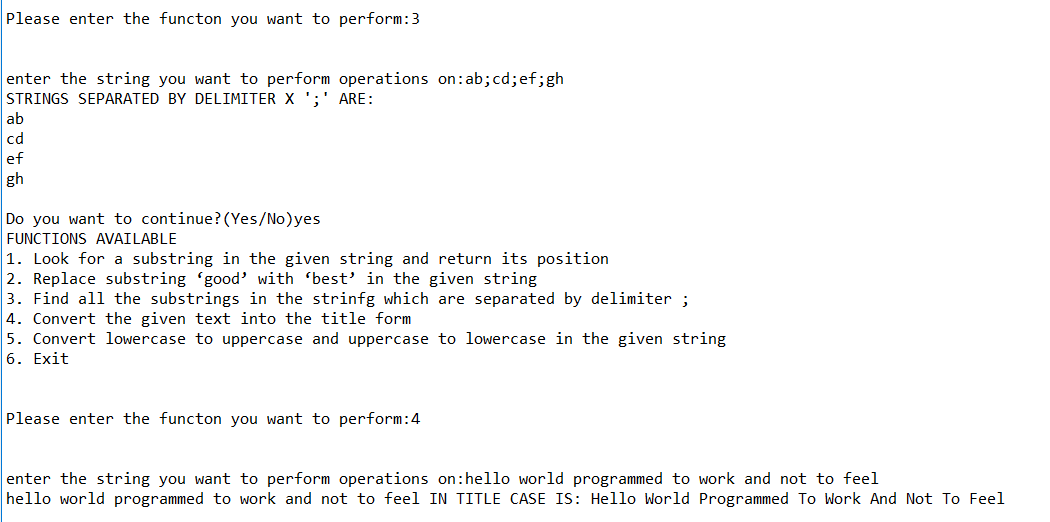 Please enter the functon you want to perform:3
enter the string you want to perform operations on:ab;cd;ef;gh
STRINGS SEPARATED BY DELIMITER X ';' ARE:
ab
cd
ef
gh
Do you want to continue?(Yes/No)yes
FUNCTIONS AVAILABLE
1. Look for a substring in the given string and return its position
2. Replace substring ‘good’ with ‘best’ in the given string
3. Find all the substrings in the strinfg which are separated by delimiter ;
4. Convert the given text into the title form
5. Convert lowercase to uppercase and uppercase to lowercase in the given string
6. Exit
Please enter the functon you want to perform:4
enter the string you want to perform operations on:hello world programmed to work and not to feel
hello world programmed to work and not to feel IN TITLE CASE IS: Hello World Programmed To Work And Not To Feel